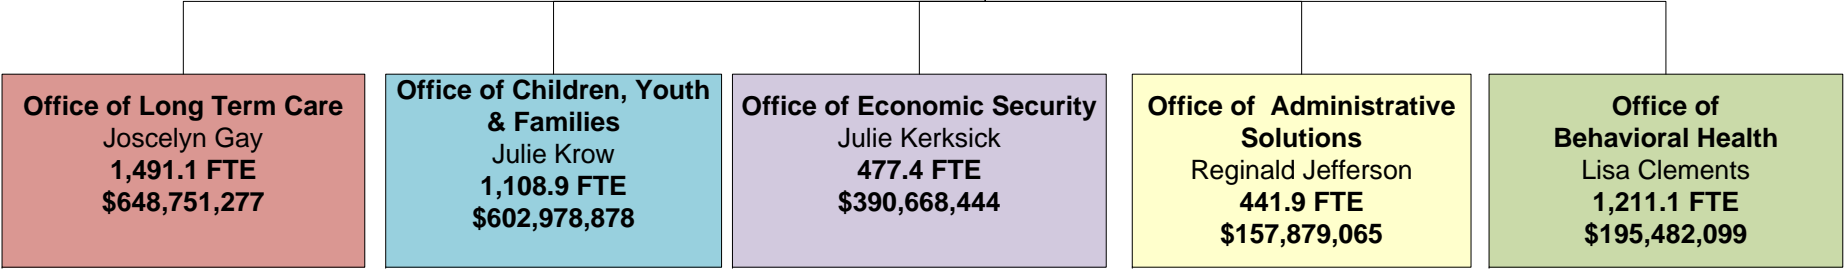 Office of Long Term Care
Joscelyn Gay
1,491.1 FTE
$648,751,277
Office of Children, Youth
& Families
Julie Krow
1,108.9 FTE
$602,978,878
Office of Economic Security
Julie Kerksick
477.4 FTE
$390,668,444
Office of  Administrative
Solutions
Reginald Jefferson
441.9 FTE
$157,879,065
Office of
Behavioral Health
Lisa Clements
1,211.1 FTE
$195,482,099